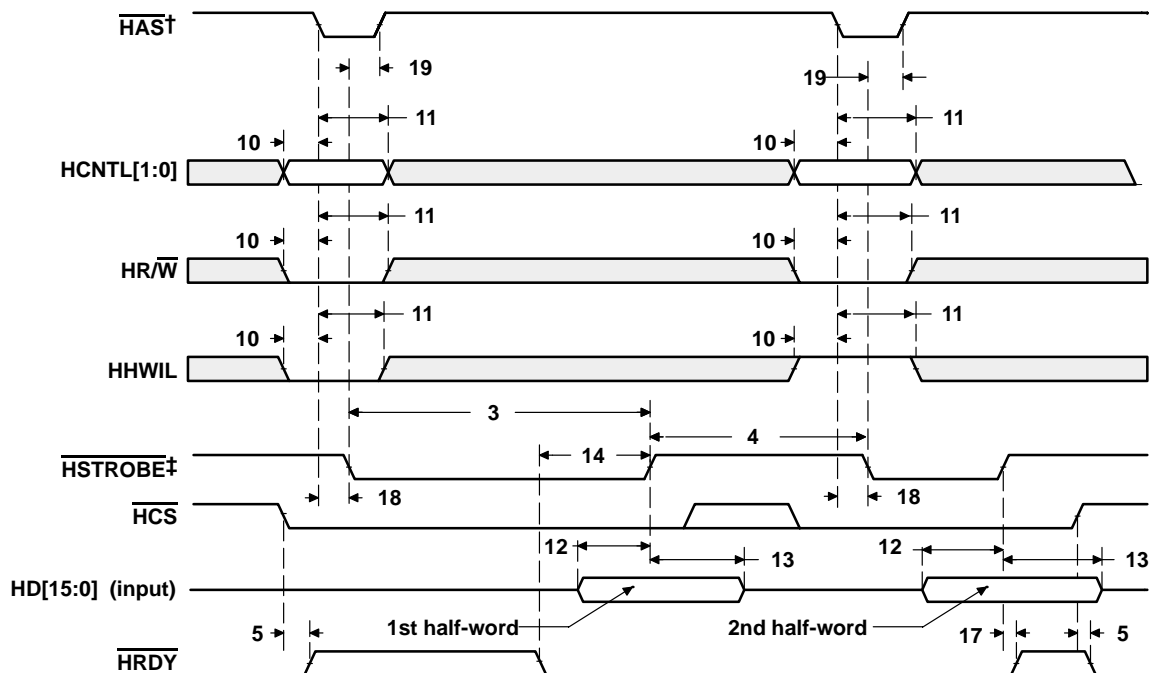 HAS†
19 19
11 11
10 10
HCNTL[1:0]
11 11
10 10
HR/W
11 11
10 10
HHWIL
3
4
14
HSTROBE‡
18 18
HCS
12 12
13 13
HD[15:0] (input)
1st half-word 2nd half-word
5 17 5
HRDY